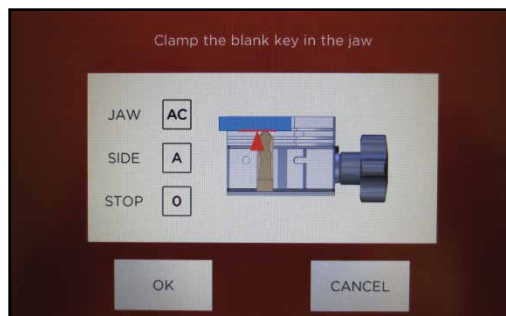 Clamp the blank key in the jaw
JAW AC
SIDE A
STOP 0
OK CANCEL